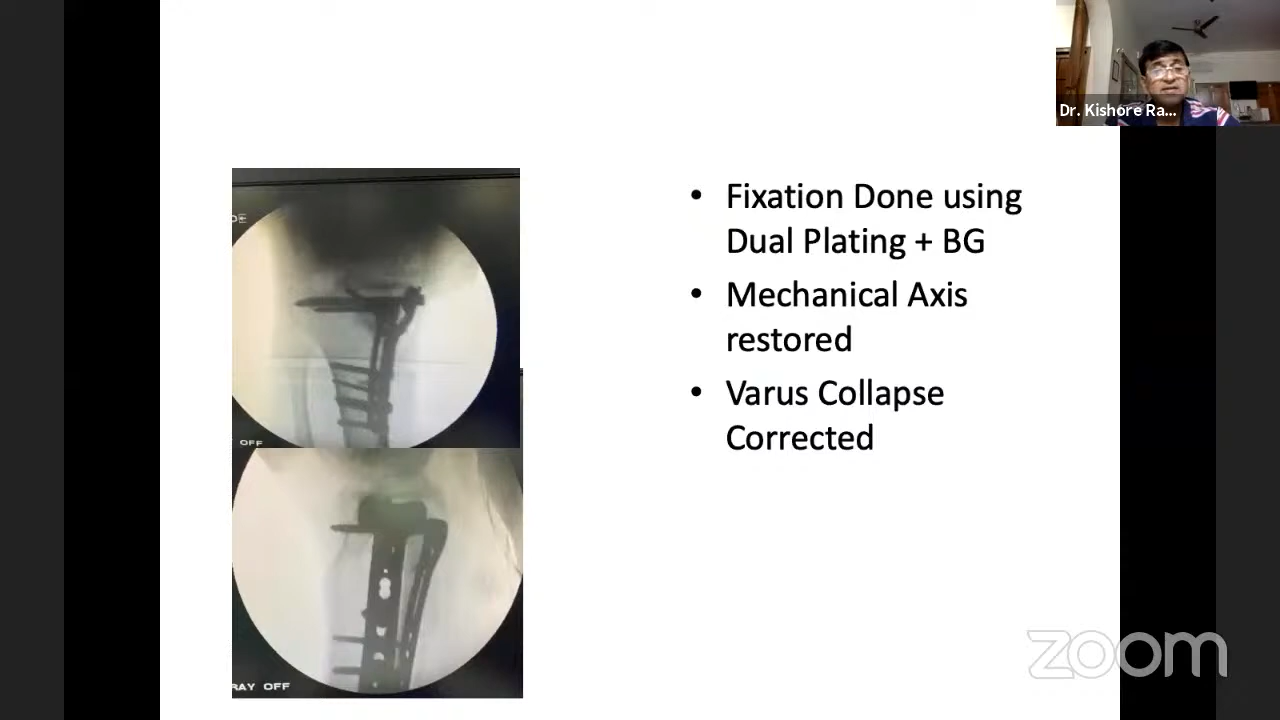 Dr. Kishore Ra...
• Fixation Done using
Dual Plating + BG
• Mechanical Axis
restored
• Varus Collapse
Corrected
OFF
RAY OFF
zoom